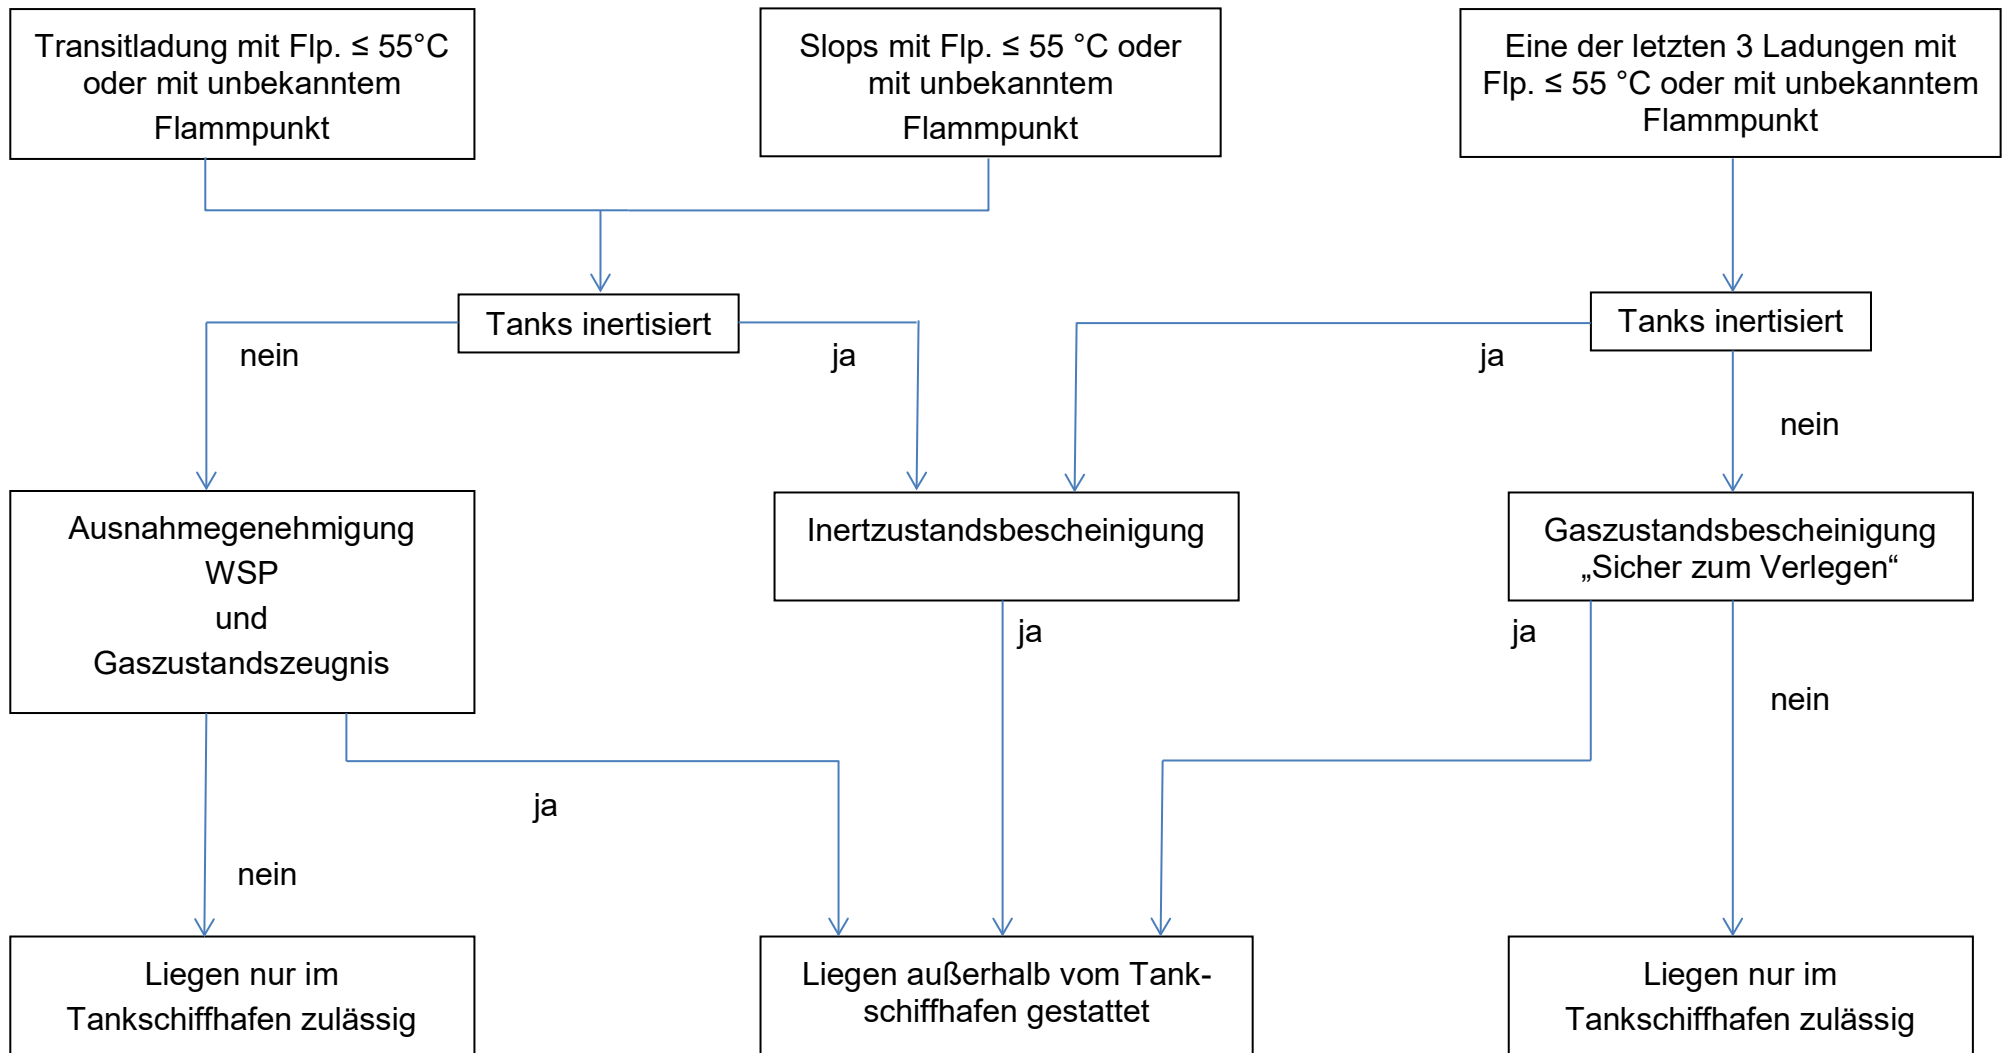 Transitladung mit Flp. ≤ 55°C
oder mit unbekanntem
Flammpunkt
Slops mit Flp. ≤ 55 °C oder
mit unbekanntem
Flammpunkt
Eine der letzten 3 Ladungen mit
Flp. ≤ 55 °C oder mit unbekanntem
Flammpunkt
Tanks inertisiert
Tanks inertisiert
nein
ja
ja
nein
Ausnahmegenehmigung
WSP
und
Gaszustandszeugnis
Inertzustandsbescheinigung
Gaszustandsbescheinigung
„Sicher zum Verlegen“
ja
ja
nein
ja
nein
Liegen nur im
Tankschiffhafen zulässig
Liegen außerhalb vom Tank-
schiffhafen gestattet
Liegen nur im
Tankschiffhafen zulässig